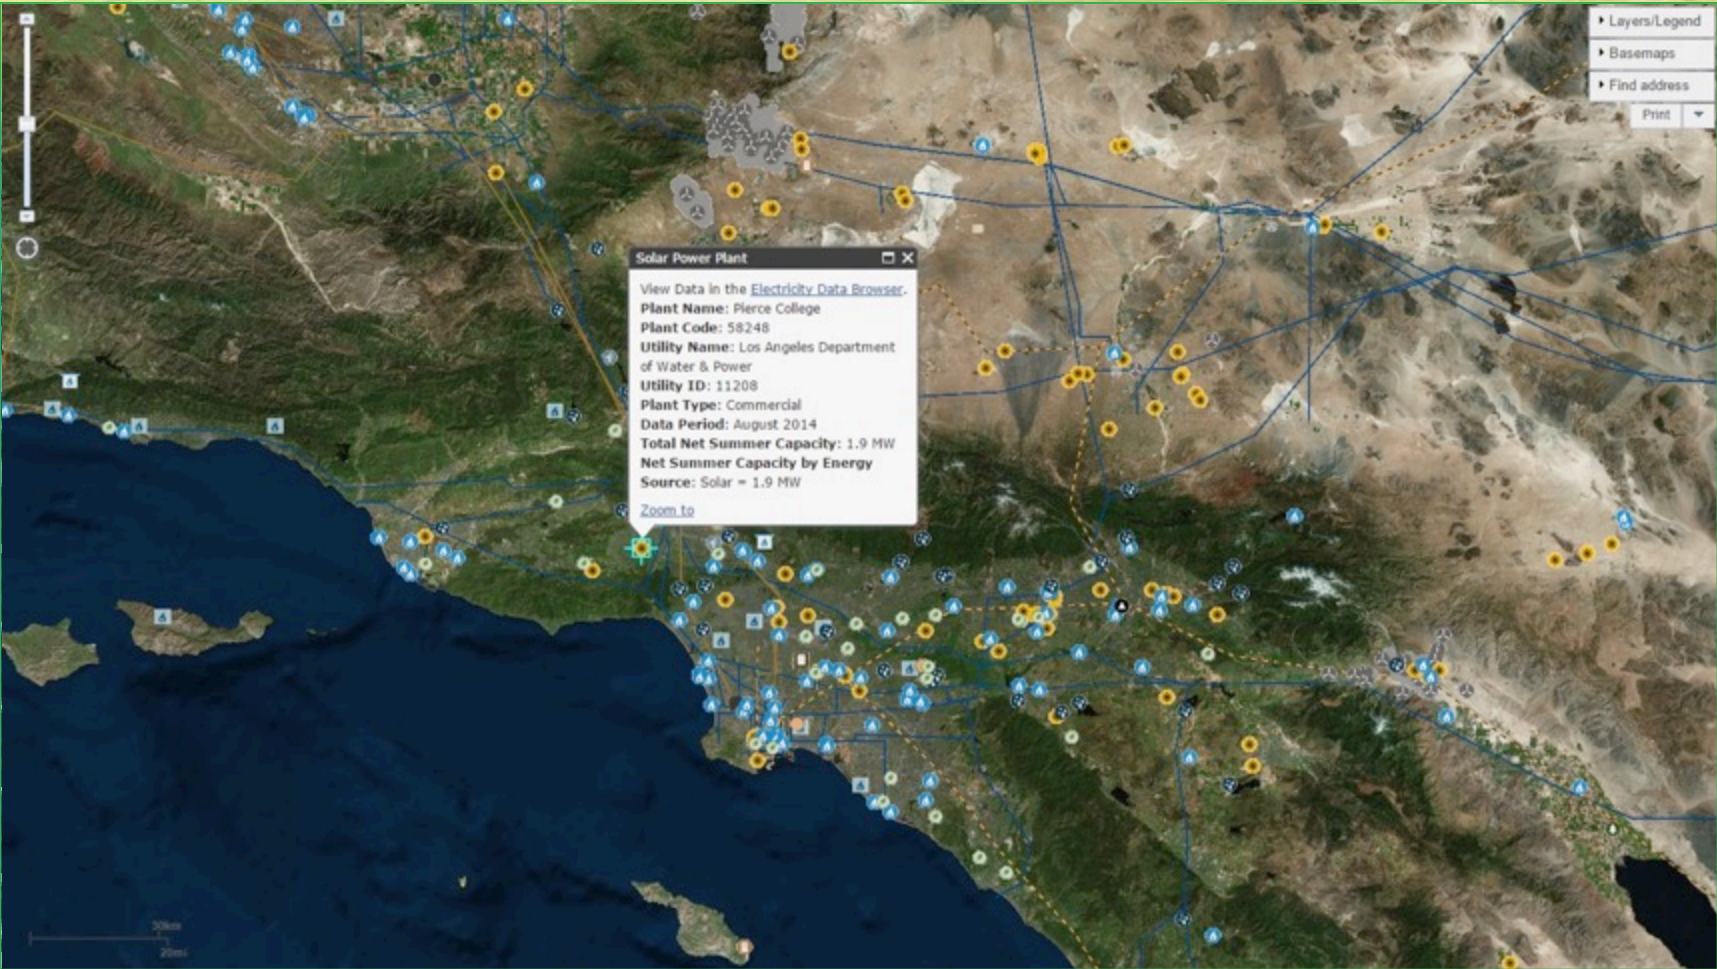 Layers/Legend
Basemaps
Find address
Print
Solar Power Plant
View Data in the Electricity Data Browser.
Plant Name: Pierce College
Plant Code: 58248
Utility Name: Los Angeles Department
of Water & Power
Utility ID: 11208
Plant Type: Commercial
Data Period: August 2014
Total Net Summer Capacity: 1.9 MW
Net Summer Capacity by Energy
Source: Solar = 1.9 MW
Zoom to
30km
20mi